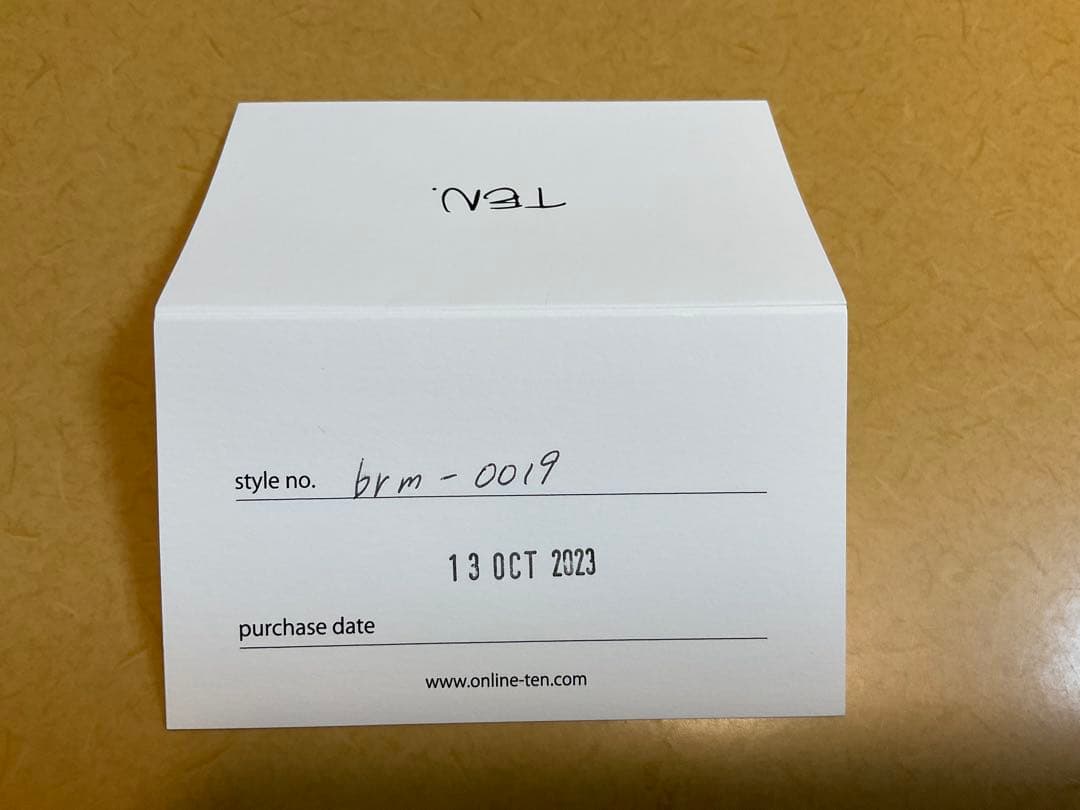 TEN.
style no. brm-0019
13 OCT 2023
purchase date
www.online-ten.com